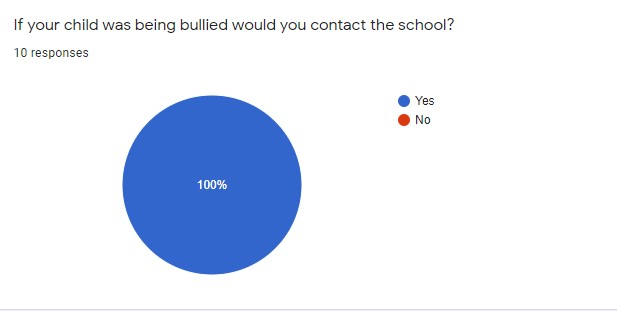 If your child was being bullied would you contact the school?
10 responses
Yes
No
100%